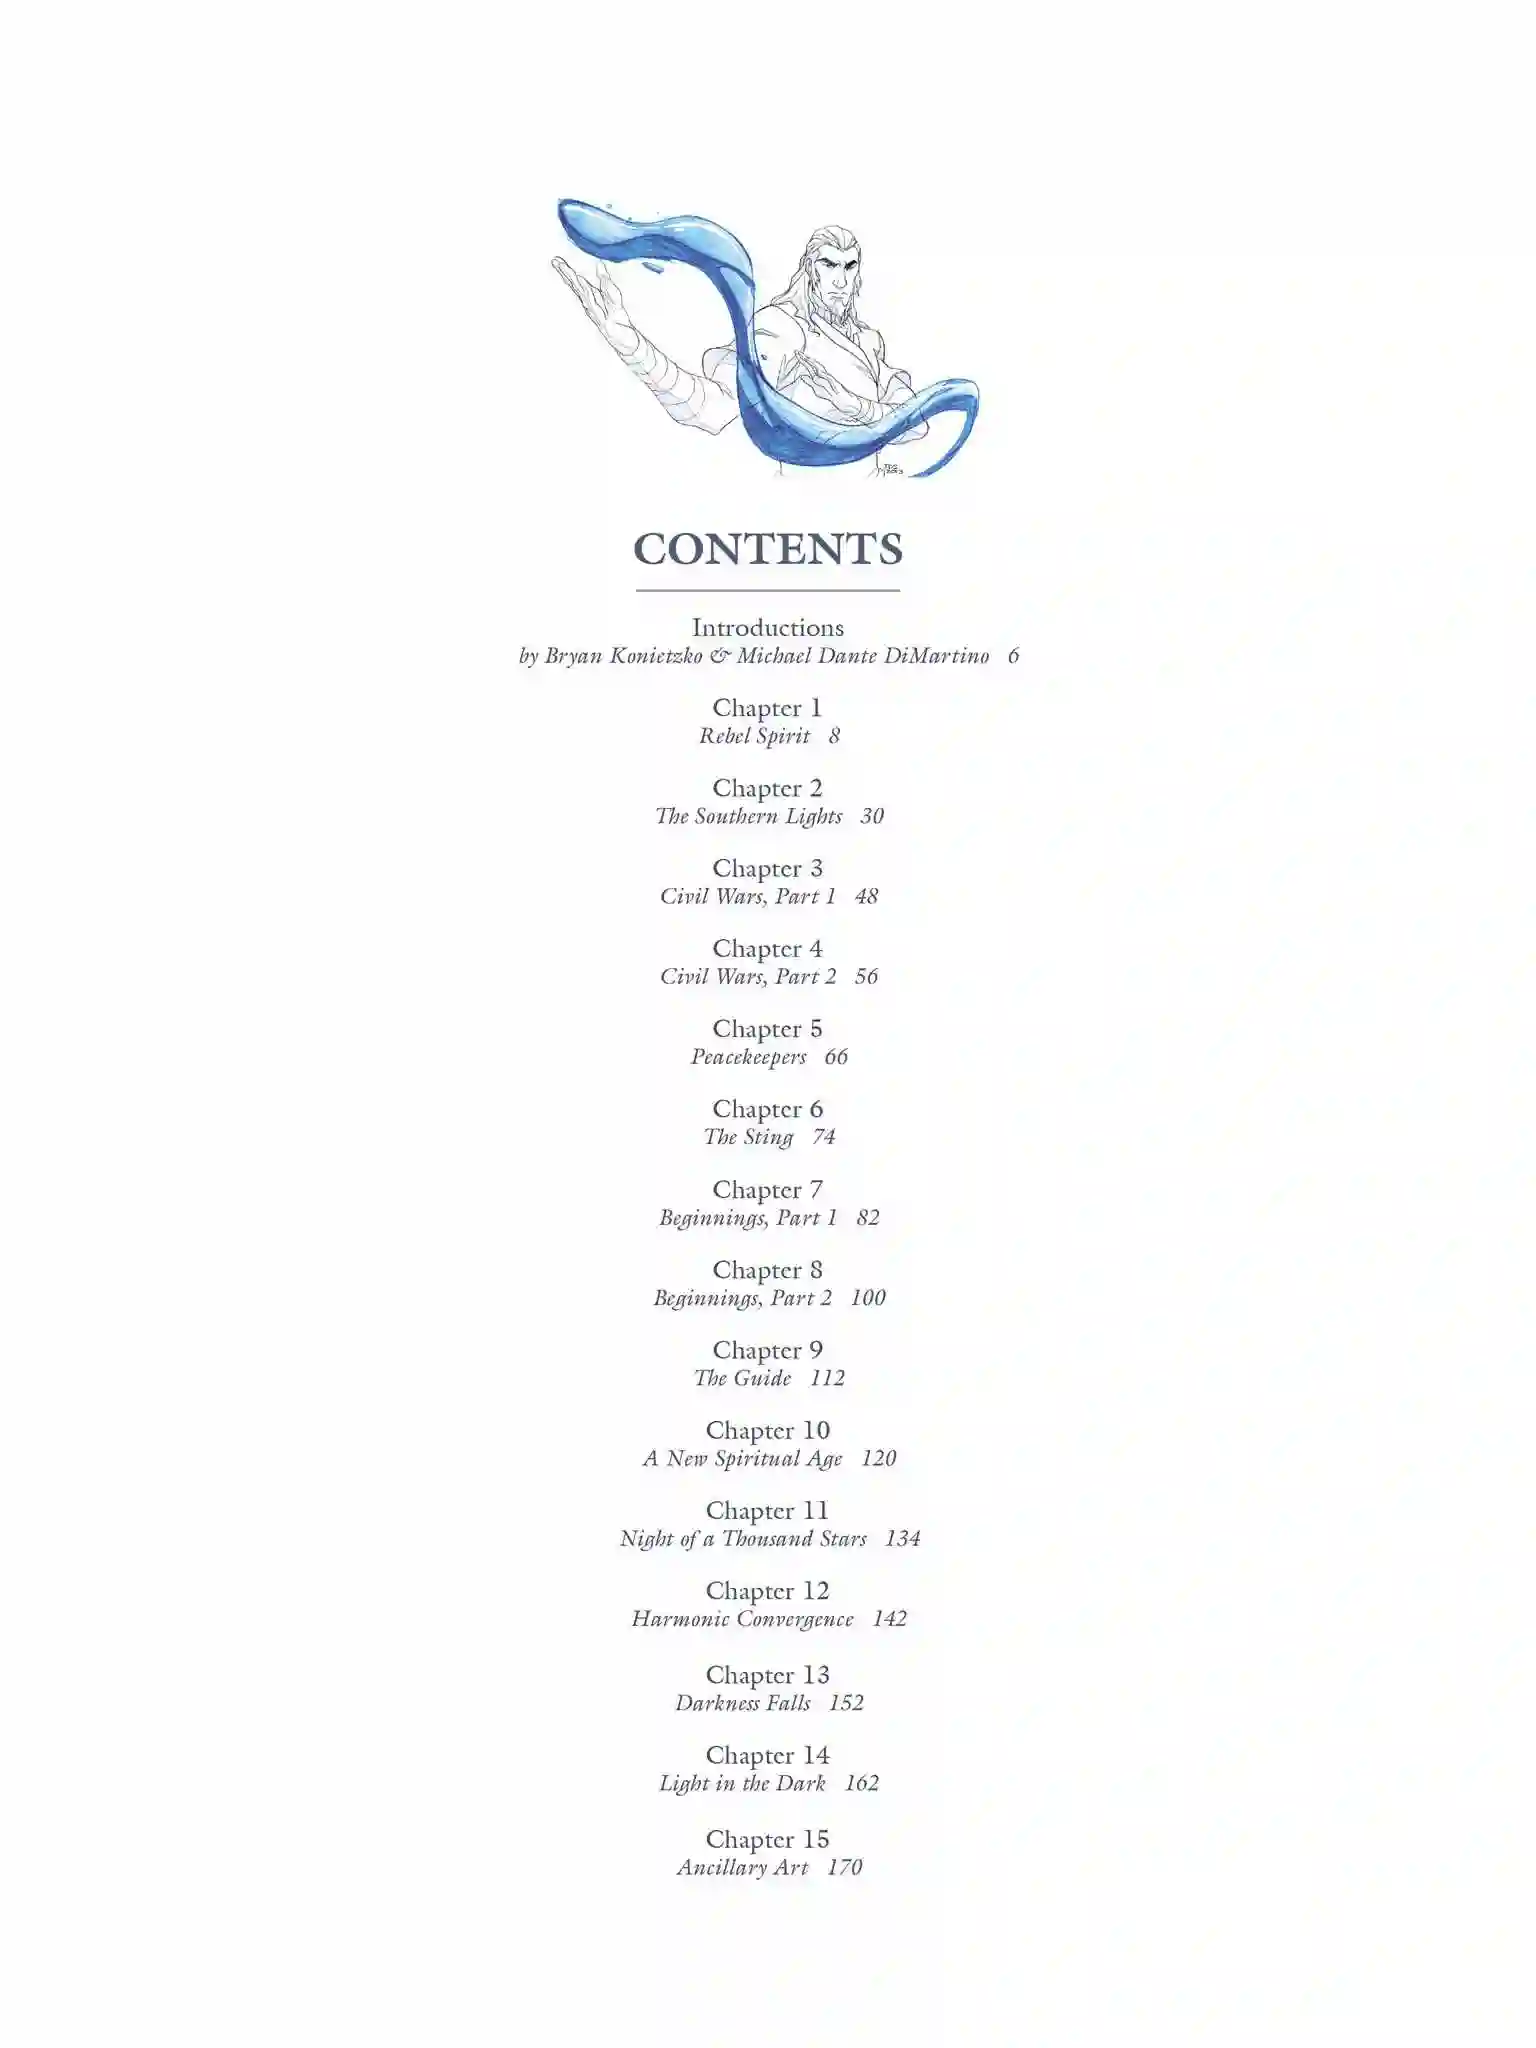 CONTENTS
Introductions
by Bryan Konietzko & Michael Dante DiMartino 6
Chapter 1
Rebel Spirit 8
Chapter 2
The Southern Lights 30
Chapter 3
Civil Wars, Part 1 48
Chapter 4
Civil Wars, Part 2 56
Chapter 5
Peacekeepers 66
Chapter 6
The Sting 74
Chapter 7
Beginnings, Part 1 82
Chapter 8
Beginnings, Part 2 100
Chapter 9
The Guide 112
Chapter 10
A New Spiritual Age 120
Chapter 11
Night of a Thousand Stars 134
Chapter 12
Harmonic Convergence 142
Chapter 13
Darkness Falls 152
Chapter 14
Light in the Dark 162
Chapter 15
Ancillary Art 170